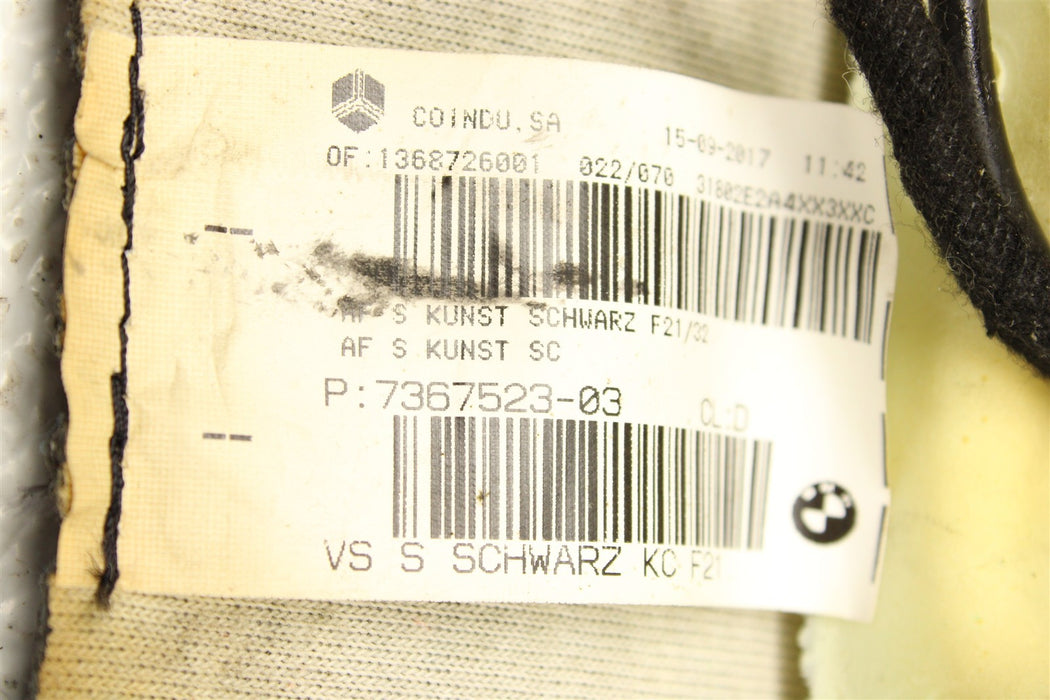 COINDU,SA
15-09-2017 11:42
OF:1368726001 022/070 31802E2A4XX3XXC
AF S KUNST SCHWARZ F21/32
AF S KUNST SC
P:7367523-03 CL:D
BMW
VS S SCHWARZ KC F21